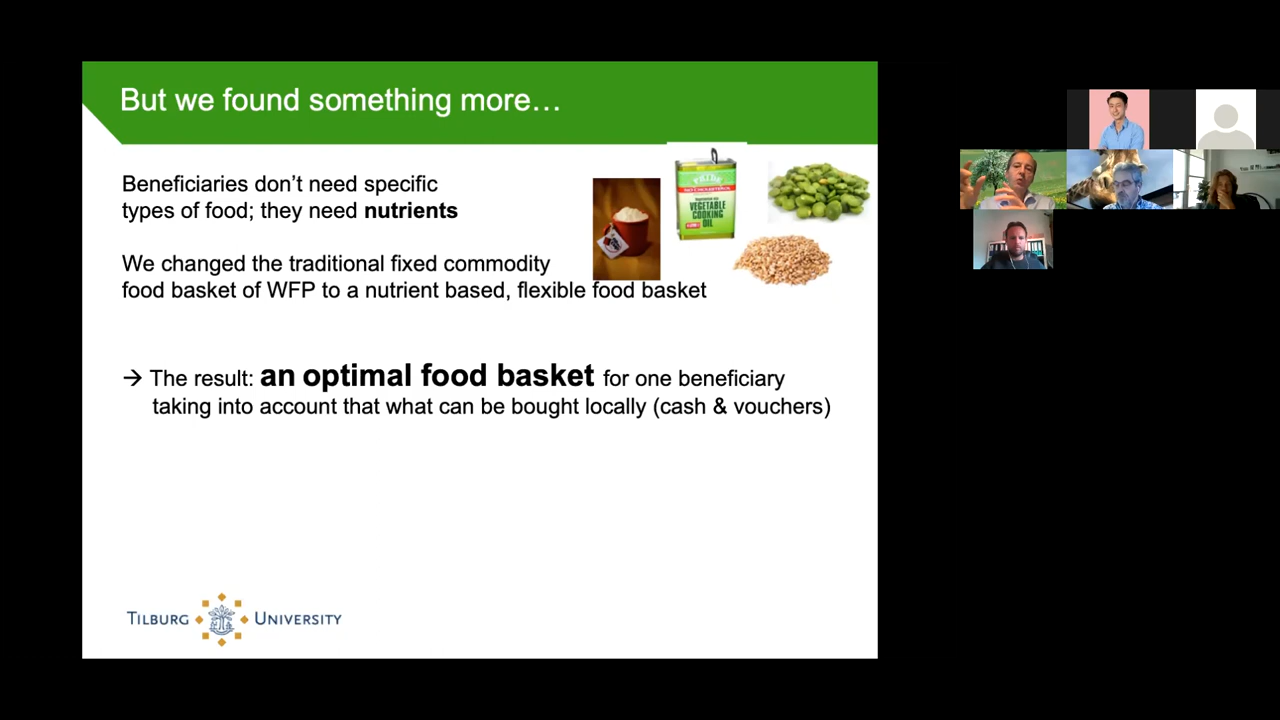 But we found something more…
Beneficiaries don't need specific
types of food; they need nutrients
We changed the traditional fixed commodity
food basket of WFP to a nutrient based, flexible food basket
→ The result: an optimal food basket for one beneficiary
taking into account that what can be bought locally (cash & vouchers)
VEGETABLE
COOKING
OIL
TILBURG UNIVERSITY